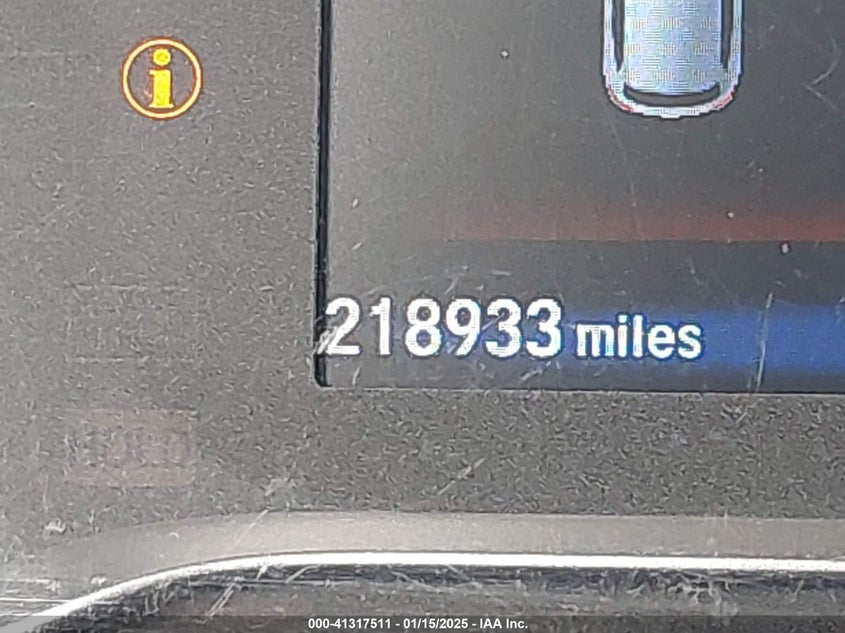 i
218933 miles
000-41317511 - 01/15/2025 - IAA Inc.